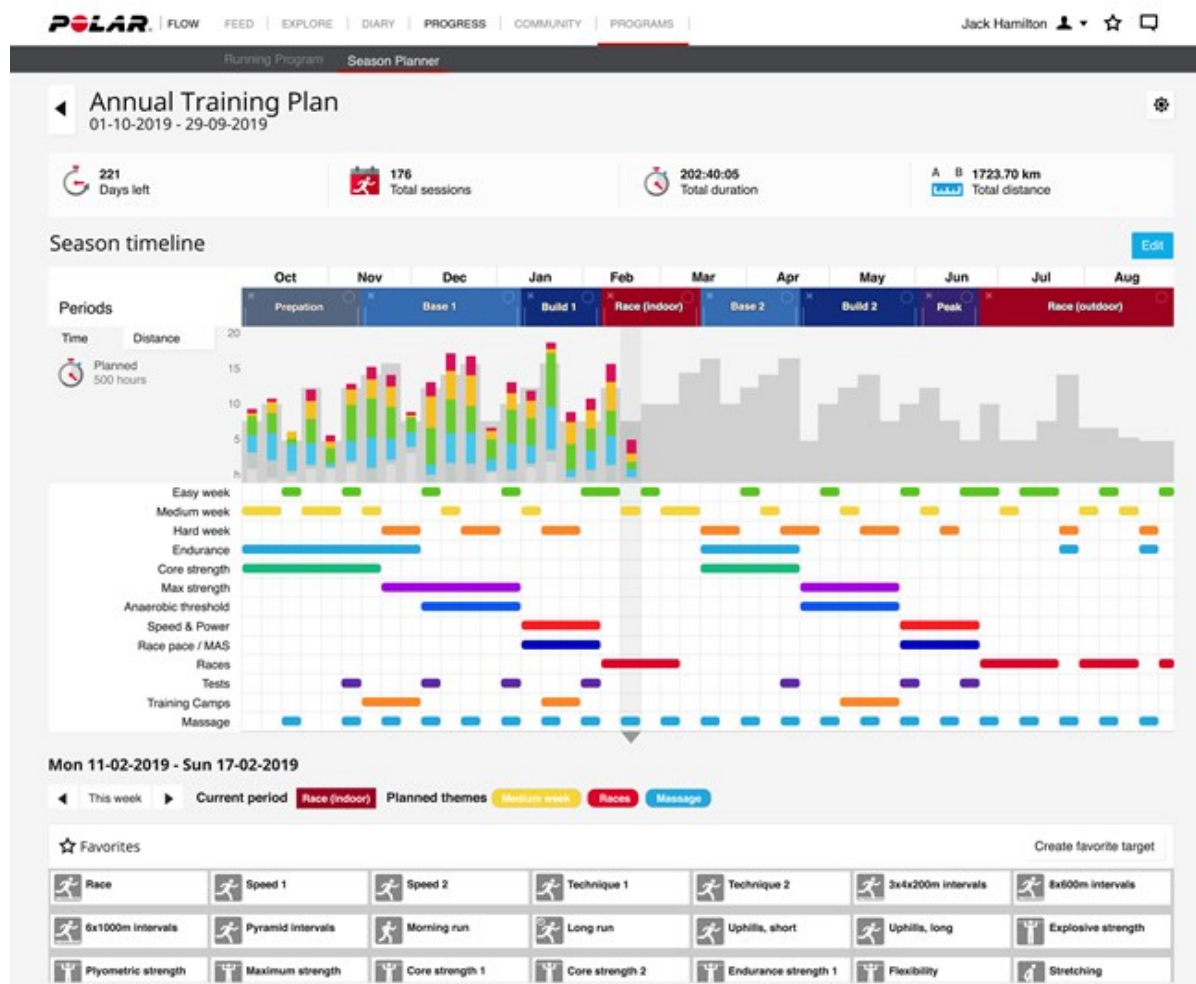 POLAR. FLOW FEED EXPLORE DIARY PROGRESS COMMUNITY PROGRAMS Jack Hamilton
Running Program Season Planner
Annual Training Plan
01-10-2019 - 29-09-2019
221 176 202:40:05 A B 1723.70 km
Days left Total sessions Total duration Total distance
Season timeline Edit
Oct Nov Dec Jan Feb Mar Apr May Jun Jul Aug
Periods Prepation Base 1 Build 1 Race (indoor) Base 2 Build 2 Peak Race (outdoor)
Time Distance 20
Planned 15
500 hours
10
5
h
Easy week
Medium week
Hard week
Endurance
Core strength
Max strength
Anaerobic threshold
Speed & Power
Race pace / MAS
Races
Tests
Training Camps
Massage
Mon 11-02-2019 - Sun 17-02-2019
This week Current period Race (indoor) Planned themes Medium week Races Massage
Favorites Create favorite target
Race Speed 1 Speed 2 Technique 1 Technique 2 3x4x200m intervals 8x600m intervals
6x1000m intervals Pyramid intervals Morning run Long run Uphills, short Uphills, long Explosive strength
Plyometric strength Maximum strength Core strength 1 Core strength 2 Endurance strength 1 Flexibility Stretching